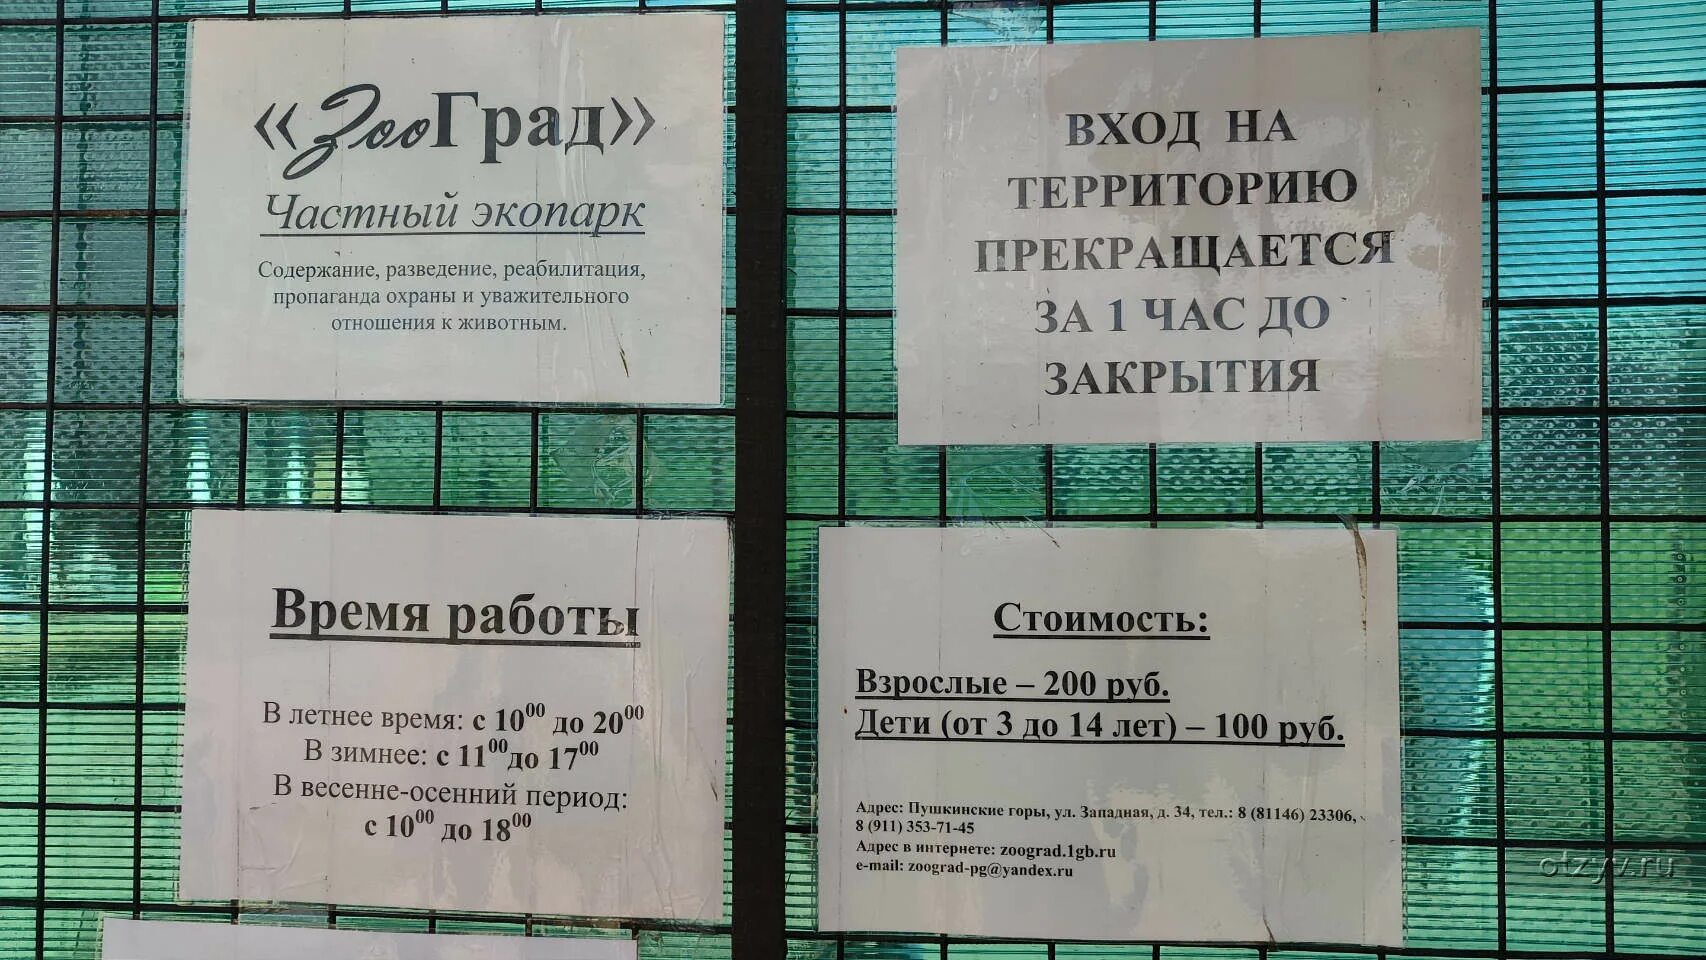 «ЗооГрад»
Частный экопарк
Содержание, разведение, реабилитация,
пропаганда охраны и уважительного
отношения к животным.
ВХОД НА
ТЕРРИТОРИЮ
ПРЕКРАЩАЕТСЯ
ЗА 1 ЧАС ДО
ЗАКРЫТИЯ
Время работы
В летнее время: с 10⁰⁰ до 20⁰⁰
В зимнее: с 11⁰⁰ до 17⁰⁰
В весенне-осенний период:
с 10⁰⁰ до 18⁰⁰
Стоимость:
Взрослые – 200 руб.
Дети (от 3 до 14 лет) – 100 руб.
Адрес: Пушкинские горы, ул. Западная, д. 34, тел.: 8 (81146) 23306,
8 (911) 353-71-45
Адрес в интернете: zoograd.1gb.ru
e-mail: zoograd-pg@yandex.ru
otzyv.ru